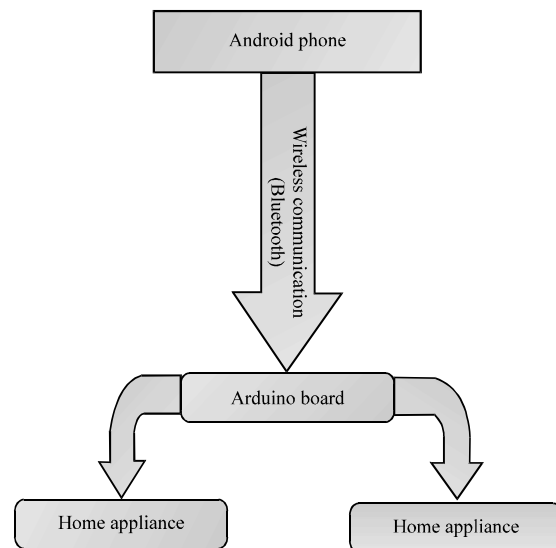 Android phone
Wireless communication
(Bluetooth)
Arduino board
Home appliance
Home appliance